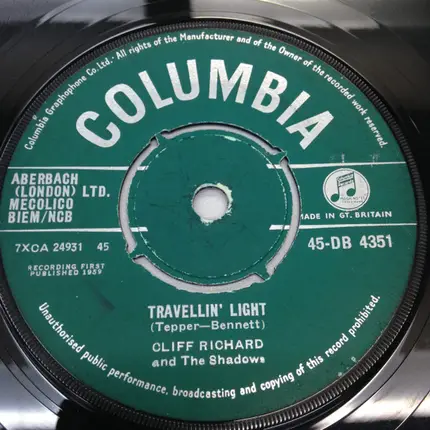 Columbia Graphophone Co. Ltd. · All rights of the Manufacturer and of the Owner of the recorded work reserved.
COLUMBIA
ABERBACH
(LONDON) LTD.
MECOLICO
BIEM/NCB
MADE IN GT. BRITAIN
7XCA 24931 45
45-DB 4351
RECORDING FIRST
PUBLISHED 1959
TRAVELLIN' LIGHT
(Tepper—Bennett)
CLIFF RICHARD
and The Shadows
Unauthorised public performance, broadcasting and copying of this record prohibited.